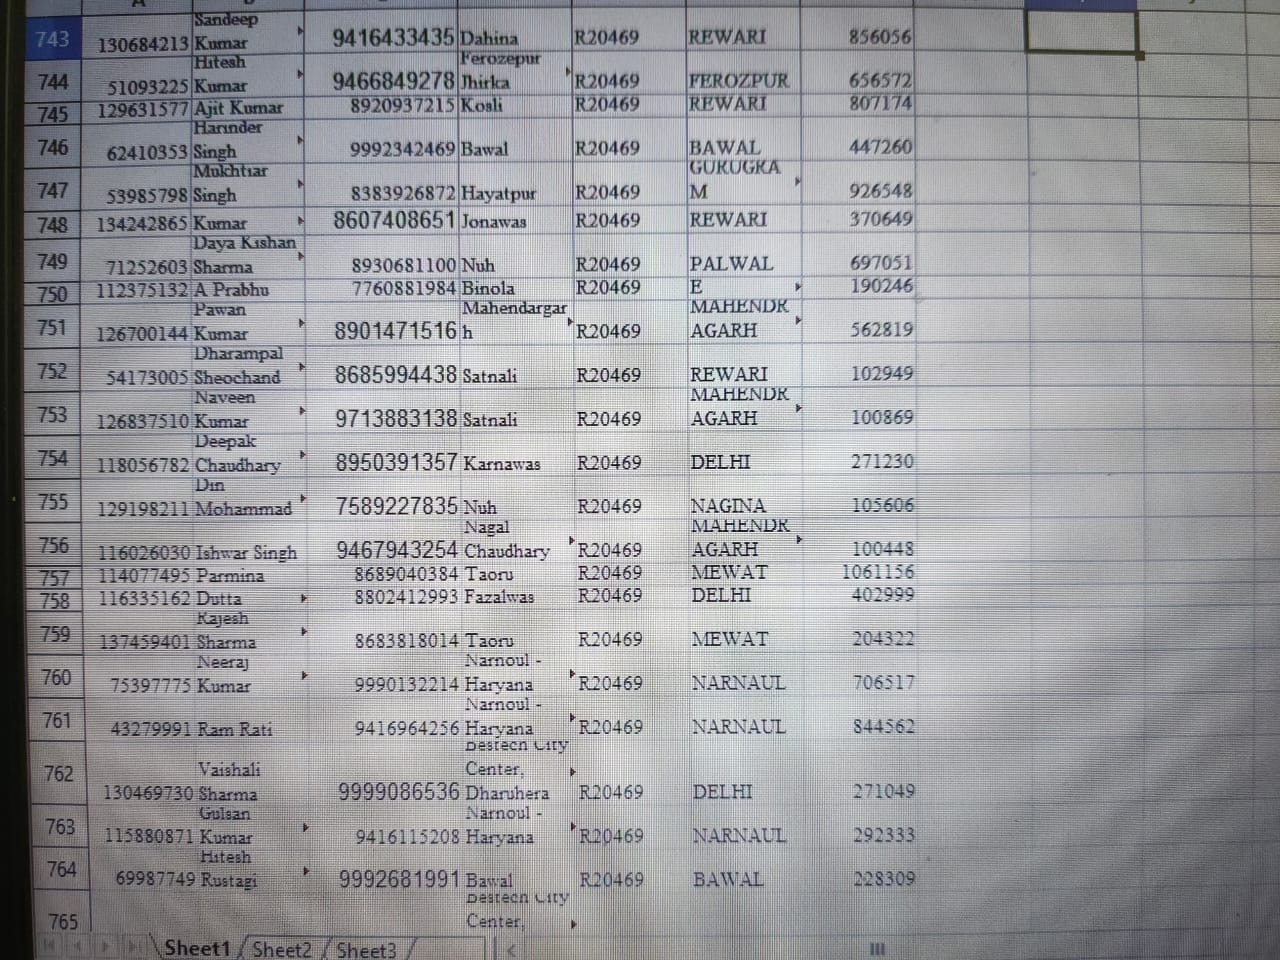 743 130684213 Sandeep Kumar 9416433435 Dahina R20469 REWARI 856056
744 51093225 Hitesh Kumar 9466849278 Ferozepur Jhirka R20469 FEROZPUR 656572
745 129631577 Ajit Kumar 8920937215 Kosli R20469 REWARI 807174
746 62410353 Harinder Singh 9992342469 Bawal R20469 BAWAL 447260
747 53985798 Mukhtiar Singh 8383926872 Hayatpur R20469 GURUGRA M 926548
748 134242865 Kumar 8607408651 Jonawas R20469 REWARI 370649
749 71252603 Daya Kishan Sharma 8930681100 Nuh R20469 PALWAL 697051
750 112375132 A Prabhu 7760881984 Binola R20469 E 190246
751 126700144 Pawan Kumar 8901471516 Mahendargar h R20469 MAHENDR AGARH 562819
752 54173005 Dharampal Sheochand 8685994438 Satnali R20469 REWARI 102949
753 126837510 Naveen Kumar 9713883138 Satnali R20469 MAHENDR AGARH 100869
754 118056782 Deepak Chaudhary 8950391357 Karnawas R20469 DELHI 271230
755 129198211 Din Mohammad 7589227835 Nuh R20469 NAGINA 105606
756 116026030 Ishwar Singh 9467943254 Nagal Chaudhary R20469 MAHENDR AGARH 100448
757 114077495 Parmina 8689040384 Taoru R20469 MEWAT 1061156
758 116335162 Dutta 8802412993 Fazalwas R20469 DELHI 402999
759 137459401 Rajesh Sharma 8683818014 Taoru R20469 MEWAT 204322
760 75397775 Neeraj Kumar 9990132214 Narnoul - Haryana R20469 NARNAUL 706517
761 43279991 Ram Rati 9416964256 Narnoul - Haryana R20469 NARNAUL 844562
762 130469730 Vaishali Sharma 9999086536 Bestech City Center, Dharuhera R20469 DELHI 271049
763 115880871 Gulsan Kumar 9416115208 Narnoul - Haryana R20469 NARNAUL 292333
764 69987749 Hitesh Rustagi 9992681991 Bawal R20469 BAWAL 228309
765 Bestech City Center,
Sheet1 Sheet2 Sheet3